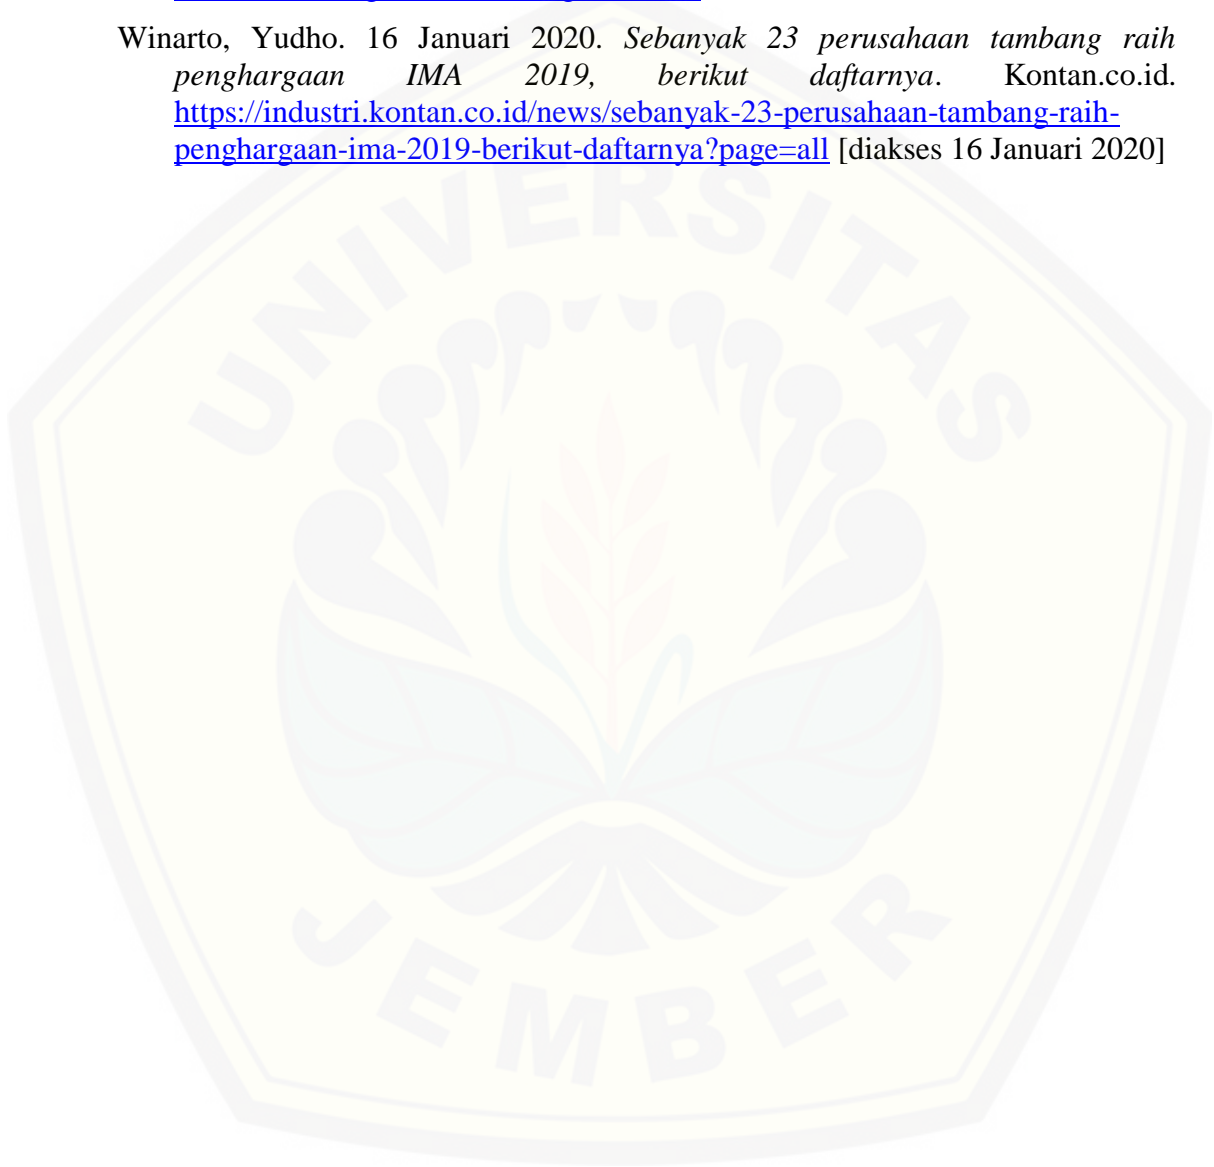 Winarto, Yudho. 16 Januari 2020. Sebanyak 23 perusahaan tambang raih
penghargaan IMA 2019, berikut daftarnya. Kontan.co.id.
https://industri.kontan.co.id/news/sebanyak-23-perusahaan-tambang-raih-
penghargaan-ima-2019-berikut-daftarnya?page=all [diakses 16 Januari 2020]
UNIVERSITAS
JEMBER